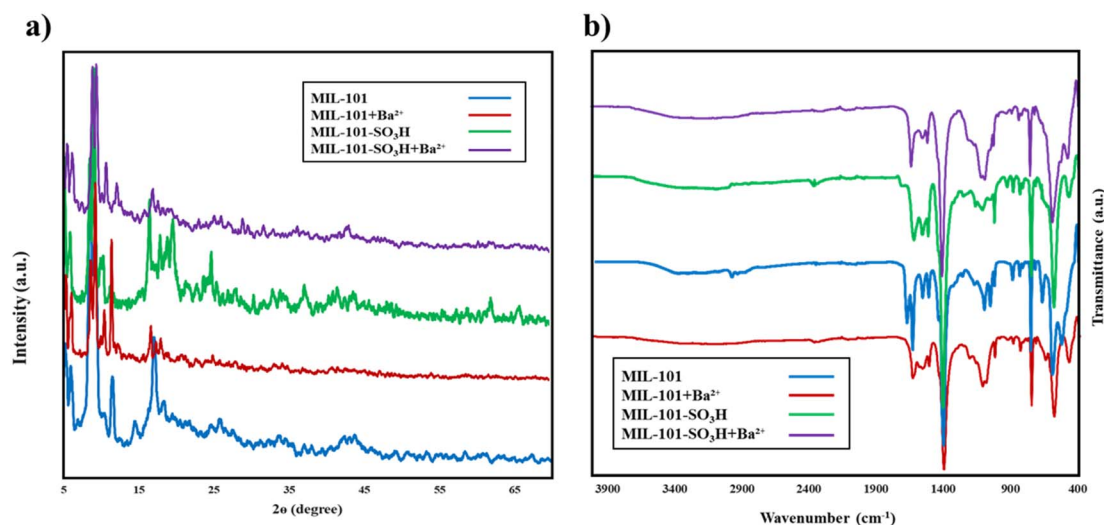 a)
MIL-101
MIL-101+Ba²⁺
MIL-101-SO₃H
MIL-101-SO₃H+Ba²⁺
Intensity (a.u.)
5 15 25 35 45 55 65
2ɵ (degree)
b)
MIL-101
MIL-101+Ba²⁺
MIL-101-SO₃H
MIL-101-SO₃H+Ba²⁺
Transmittance (a.u.)
3900 2900 2400 1900 1400 900 400
Wavenumber (cm⁻¹)